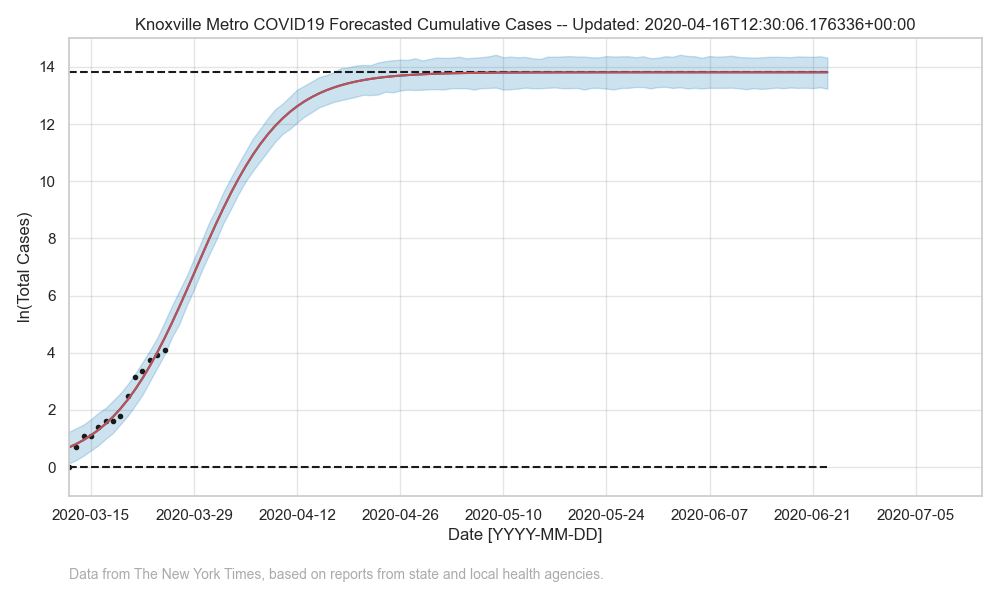 Knoxville Metro COVID19 Forecasted Cumulative Cases -- Updated: 2020-04-16T12:30:06.176336+00:00
ln(Total Cases)
14
12
10
8
6
4
2
0
2020-03-15 2020-03-29 2020-04-12 2020-04-26 2020-05-10 2020-05-24 2020-06-07 2020-06-21 2020-07-05
Date [YYYY-MM-DD]
Data from The New York Times, based on reports from state and local health agencies.